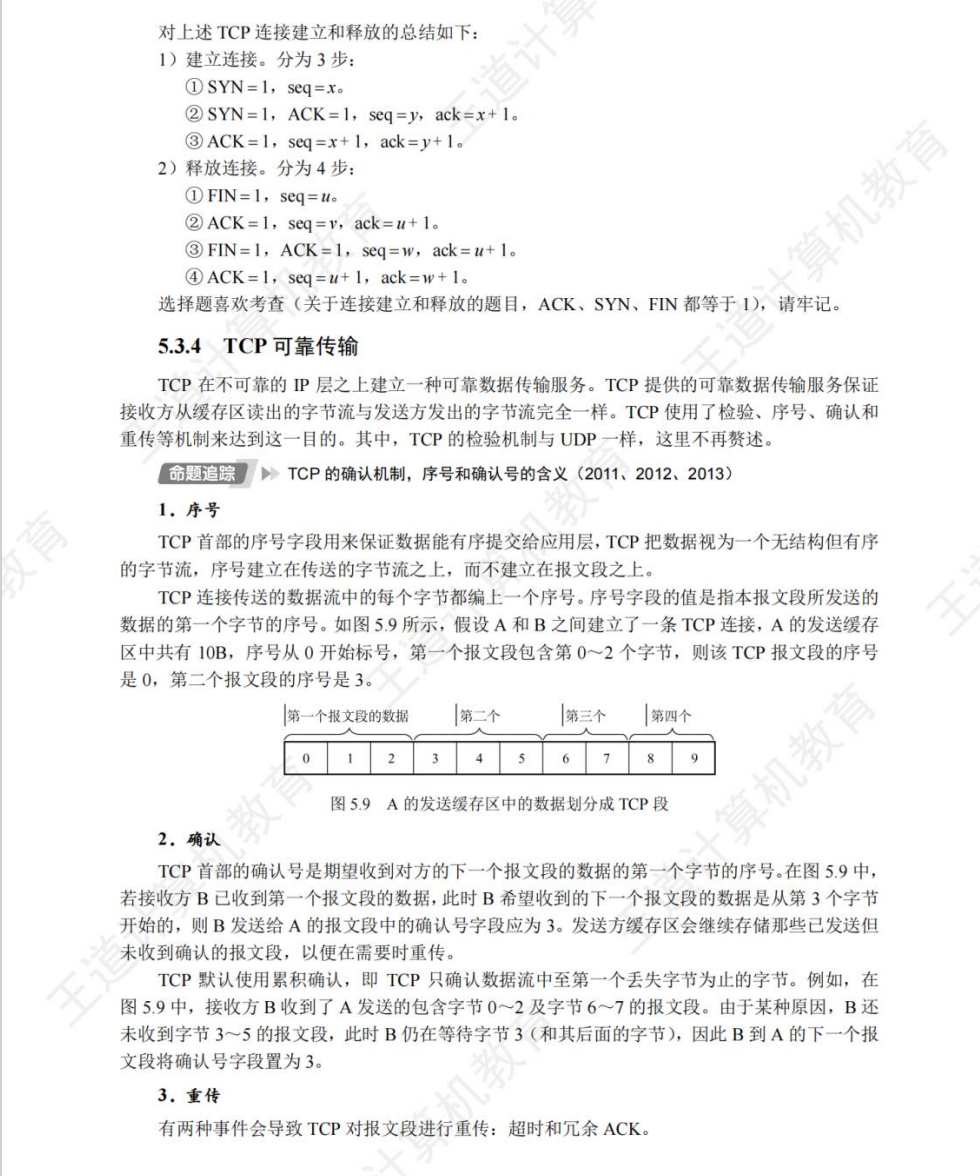 对上述 TCP 连接建立和释放的总结如下：
1）建立连接。分为 3 步：
① SYN = 1，seq = x。
② SYN = 1，ACK = 1，seq = y，ack = x + 1。
③ ACK = 1，seq = x + 1，ack = y + 1。
2）释放连接。分为 4 步：
① FIN = 1，seq = u。
② ACK = 1，seq = v，ack = u + 1。
③ FIN = 1，ACK = 1，seq = w，ack = u + 1。
④ ACK = 1，seq = u + 1，ack = w + 1。
选择题喜欢考查（关于连接建立和释放的题目，ACK、SYN、FIN 都等于 1），请牢记。
5.3.4 TCP 可靠传输
TCP 在不可靠的 IP 层之上建立一种可靠数据传输服务。TCP 提供的可靠数据传输服务保证
接收方从缓存区读出的字节流与发送方发出的字节流完全一样。TCP 使用了检验、序号、确认和
重传等机制来达到这一目的。其中，TCP 的检验机制与 UDP 一样，这里不再赘述。
命题追踪 TCP 的确认机制，序号和确认号的含义（2011、2012、2013）
1．序号
TCP 首部的序号字段用来保证数据能有序提交给应用层，TCP 把数据视为一个无结构但有序
的字节流，序号建立在传送的字节流之上，而不建立在报文段之上。
TCP 连接传送的数据流中的每个字节都编上一个序号。序号字段的值是指本报文段所发送的
数据的第一个字节的序号。如图 5.9 所示，假设 A 和 B 之间建立了一条 TCP 连接，A 的发送缓存
区中共有 10B，序号从 0 开始标号，第一个报文段包含第 0～2 个字节，则该 TCP 报文段的序号
是 0，第二个报文段的序号是 3。
第一个报文段的数据 第二个 第三个 第四个
0 1 2 3 4 5 6 7 8 9
图 5.9 A 的发送缓存区中的数据划分成 TCP 段
2．确认
TCP 首部的确认号是期望收到对方的下一个报文段的数据的第一个字节的序号。在图 5.9 中，
若接收方 B 已收到第一个报文段的数据，此时 B 希望收到的下一个报文段的数据是从第 3 个字节
开始的，则 B 发送给 A 的报文段中的确认号字段应为 3。发送方缓存区会继续存储那些已发送但
未收到确认的报文段，以便在需要时重传。
TCP 默认使用累积确认，即 TCP 只确认数据流中至第一个丢失字节为止的字节。例如，在
图 5.9 中，接收方 B 收到了 A 发送的包含字节 0～2 及字节 6～7 的报文段。由于某种原因，B 还
未收到字节 3～5 的报文段，此时 B 仍在等待字节 3（和其后面的字节），因此 B 到 A 的下一个报
文段将确认号字段置为 3。
3．重传
有两种事件会导致 TCP 对报文段进行重传：超时和冗余 ACK。
王道计算机教育